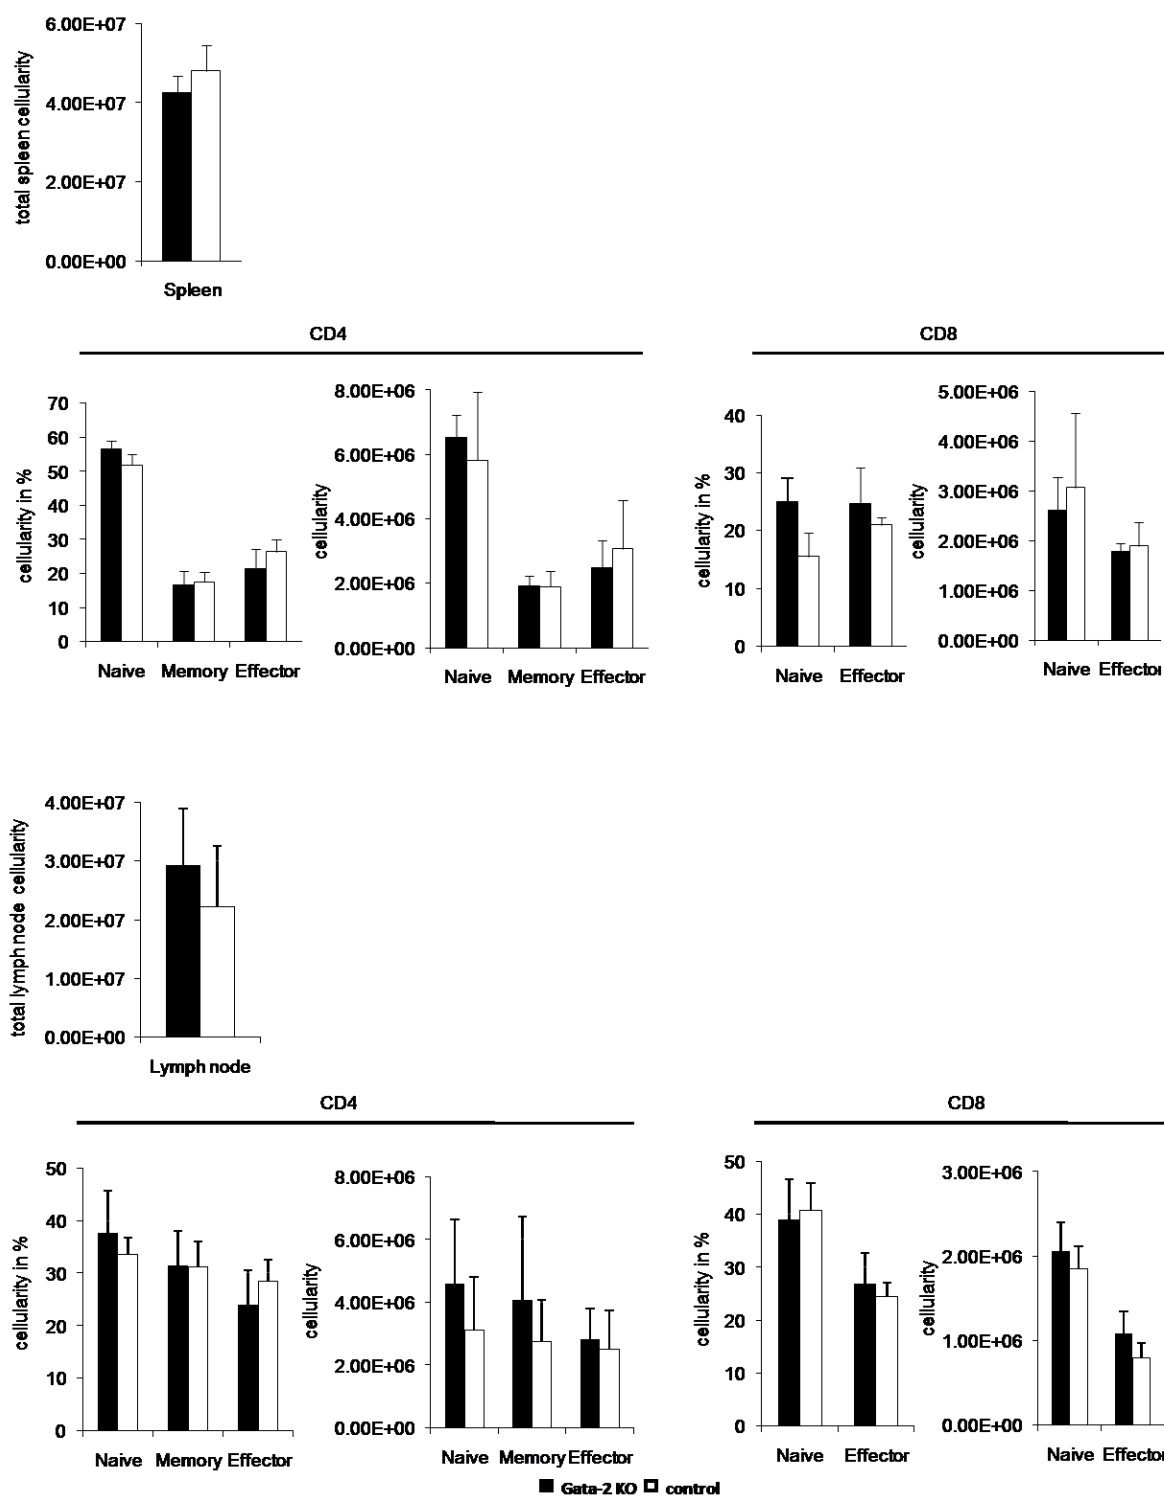 6.00E+07
4.00E+07
2.00E+07
0.00E+00
total spleen cellularity
Spleen
CD4
70
60
50
40
30
20
10
0
cellularity in %
Naive Memory Effector
8.00E+06
6.00E+06
4.00E+06
2.00E+06
0.00E+00
cellularity
Naive Memory Effector
CD8
40
30
20
10
0
cellularity in %
Naive Effector
5.00E+06
4.00E+06
3.00E+06
2.00E+06
1.00E+06
0.00E+00
cellularity
Naive Effector
4.00E+07
3.00E+07
2.00E+07
1.00E+07
0.00E+00
total lymph node cellularity
Lymph node
CD4
50
40
30
20
10
0
cellularity in %
Naive Memory Effector
8.00E+06
6.00E+06
4.00E+06
2.00E+06
0.00E+00
cellularity
Naive Memory Effector
CD8
50
40
30
20
10
0
cellularity in %
Naive Effector
3.00E+06
2.00E+06
1.00E+06
0.00E+00
cellularity
Naive Effector
Gata-2 KO control